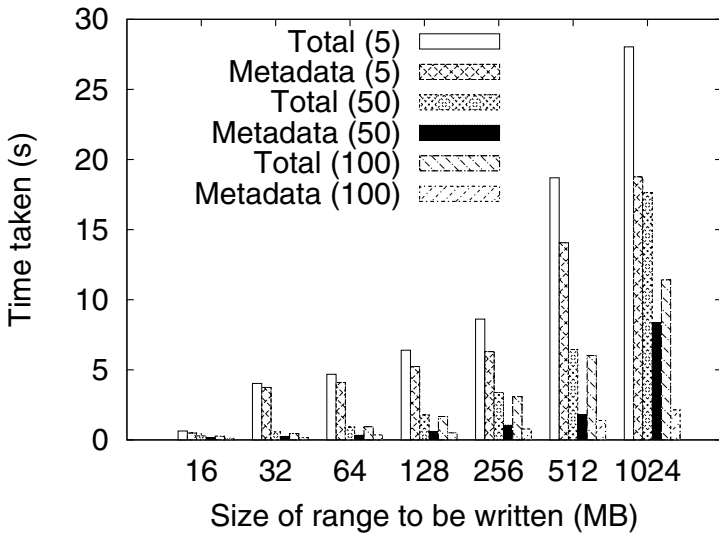 30
25
20
15
10
5
0
Time taken (s)
Total (5)
Metadata (5)
Total (50)
Metadata (50)
Total (100)
Metadata (100)
16 32 64 128 256 512 1024
Size of range to be written (MB)